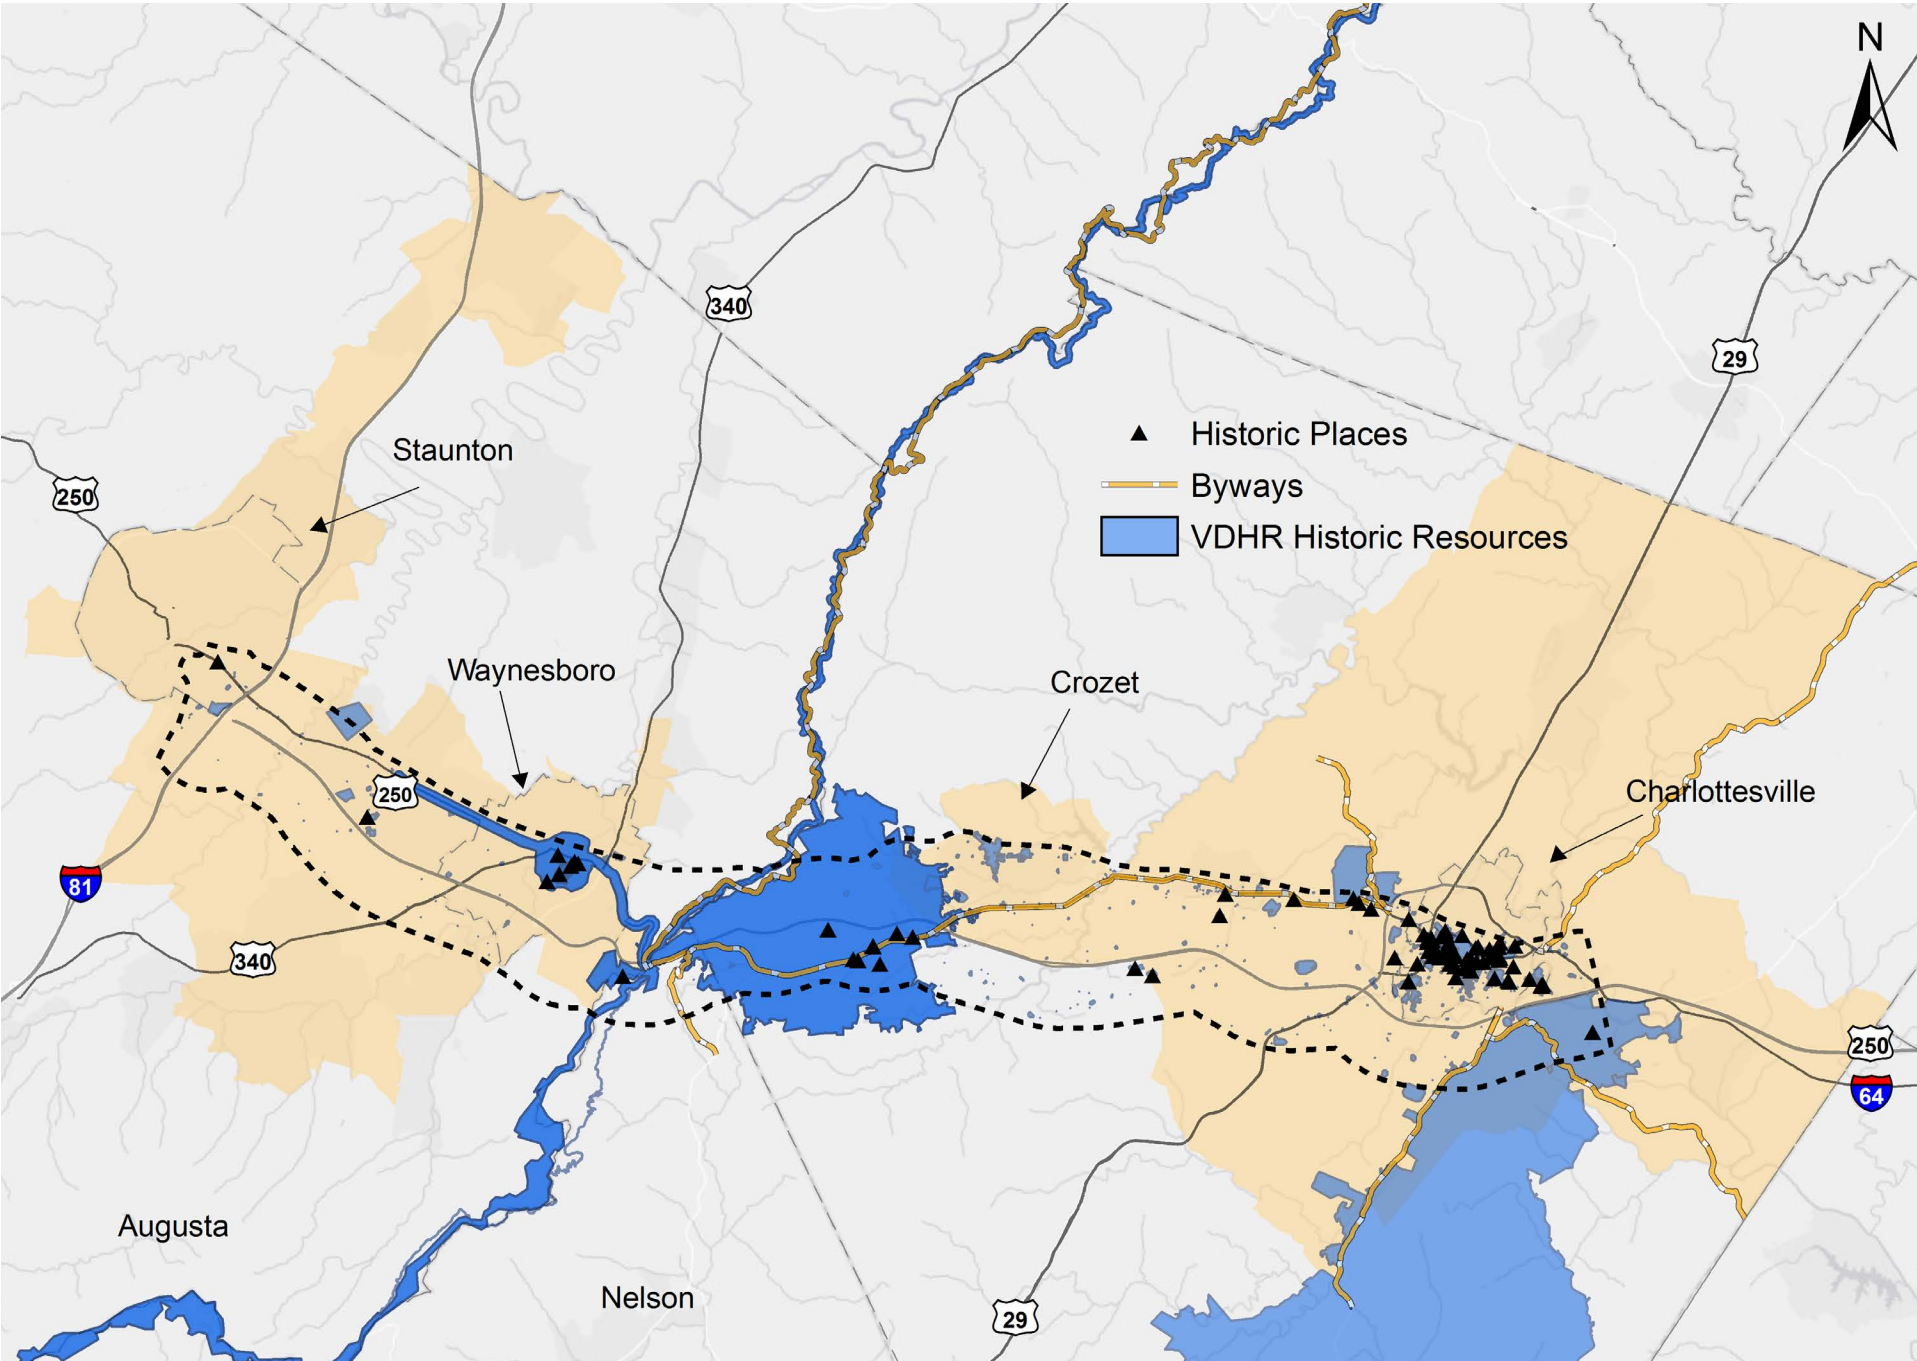 N
340
29
Historic Places
Staunton
Byways
250
VDHR Historic Resources
Waynesboro
Crozet
250
Charlottesville
81
340
250
64
Augusta
Nelson
29